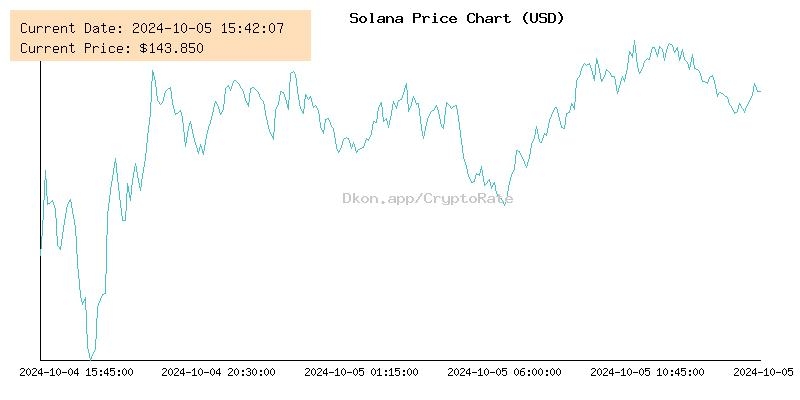 Solana Price Chart (USD)
Current Date: 2024-10-05 15:42:07
Current Price: $143.850
Dkon.app/CryptoRate
2024-10-04 15:45:00 2024-10-04 20:30:00 2024-10-05 01:15:00 2024-10-05 06:00:00 2024-10-05 10:45:00 2024-10-05